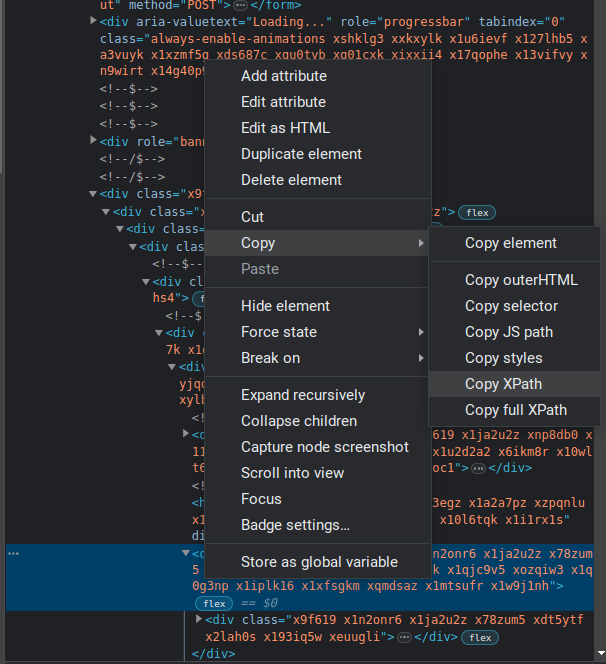 ut" method="POST">…</form>
<div aria-valuetext="Loading..." role="progressbar" tabindex="0"
class="always-enable-animations xshklg3 xxkxylk x1u6ievf x127lhb5 x
a3vuyk x1xzmf5g xds687c xgu0tvb xg01cxk xixxii4 x17qophe x13vifvy x
n9wirt x14g40p9
<!--$-->
<!--$-->
<!--$-->
<div role="bann
<!--/$-->
<!--/$-->
<div class="x9f
<div class="x z"> flex
<div class=
<div clas
<!--$--
<div c
hs4">
<!--$
<div
7k x1
<div
yjq
xylb
<!
<d 619 x1ja2u2z xnp8db0 x
11 x1u2d2a2 x6ikm8r x10wl
t6 oc1">…</div>
<!
<h 3egz x1a2a7pz xzpqnlu
x1 x10l6tqk x1i1rx1s"
di
… <d n2onr6 x1ja2u2z x78zum
5 k x1qjc9v5 xozqiw3 x1q
0g3np x1iplk16 x1xfsgkm xqmdsaz x1mtsufr x1w9j1nh">
flex == $0
<div class="x9f619 x1n2onr6 x1ja2u2z x78zum5 xdt5ytf
x2lah0s x193iq5w xeuugli">…</div> flex
</div>
Add attribute
Edit attribute
Edit as HTML
Duplicate element
Delete element
Cut
Copy
Paste
Hide element
Force state
Break on
Expand recursively
Collapse children
Capture node screenshot
Scroll into view
Focus
Badge settings…
Store as global variable
Copy element
Copy outerHTML
Copy selector
Copy JS path
Copy styles
Copy XPath
Copy full XPath